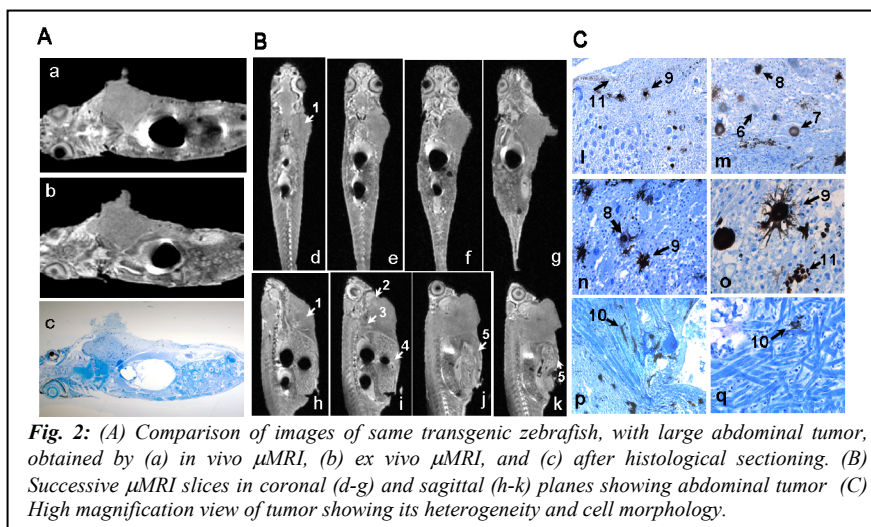 A
B
C
a
b
c
1
d
e
f
g
1
2
3
4
5
5
h
i
j
k
11
9
l
8
6
7
m
8
9
n
9
11
o
10
p
10
q
Fig. 2: (A) Comparison of images of same transgenic zebrafish, with large abdominal tumor,
obtained by (a) in vivo μMRI, (b) ex vivo μMRI, and (c) after histological sectioning. (B)
Successive μMRI slices in coronal (d-g) and sagittal (h-k) planes showing abdominal tumor (C)
High magnification view of tumor showing its heterogeneity and cell morphology.